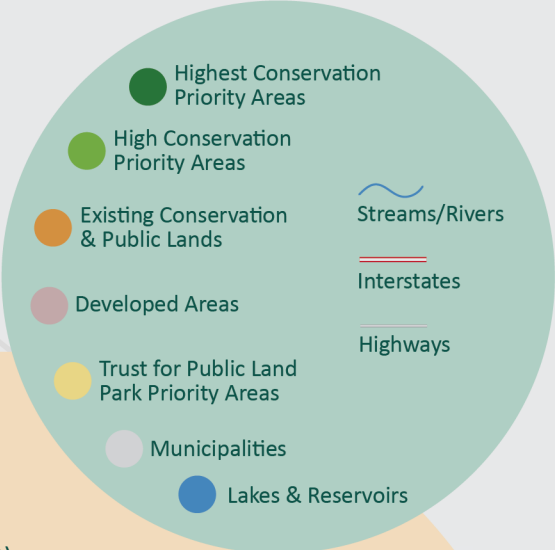 Highest Conservation
Priority Areas
High Conservation
Priority Areas
Existing Conservation
& Public Lands
Developed Areas
Trust for Public Land
Park Priority Areas
Municipalities
Lakes & Reservoirs
Streams/Rivers
Interstates
Highways